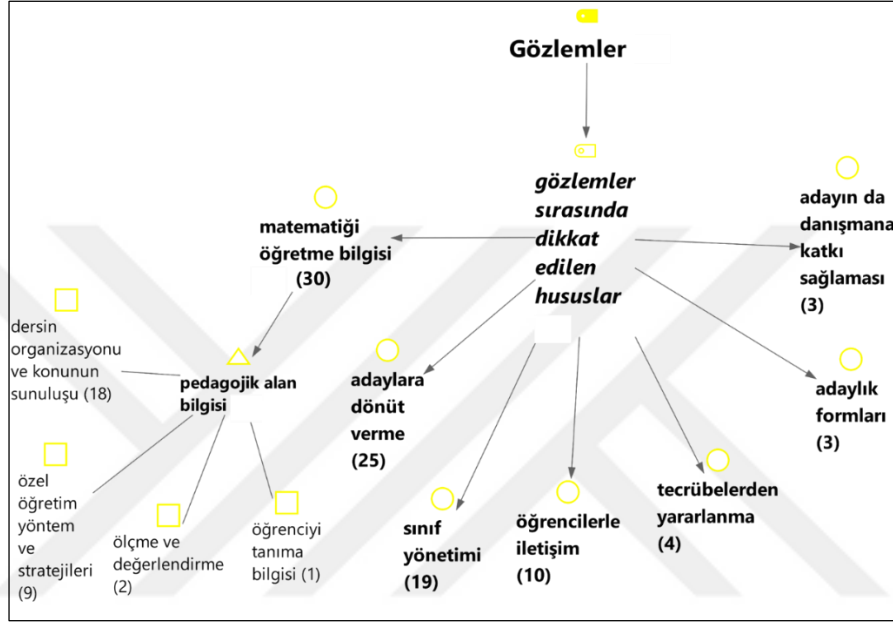 Gözlemler
gözlemler
sırasında
dikkat
edilen
hususlar
matematiği
öğretme bilgisi
(30)
adayın da
danışmana
katkı
sağlaması
(3)
dersin
organizasyonu
ve konunun
sunuluşu (18)
pedagojik alan
bilgisi
adaylara
dönüt
verme
(25)
adaylık
formları
(3)
özel
öğretim
yöntem
ve
stratejileri
(9)
ölçme ve
değerlendirme
(2)
öğrenciyi
tanıma
bilgisi (1)
sınıf
yönetimi
(19)
öğrencilerle
iletişim
(10)
tecrübelerden
yararlanma
(4)